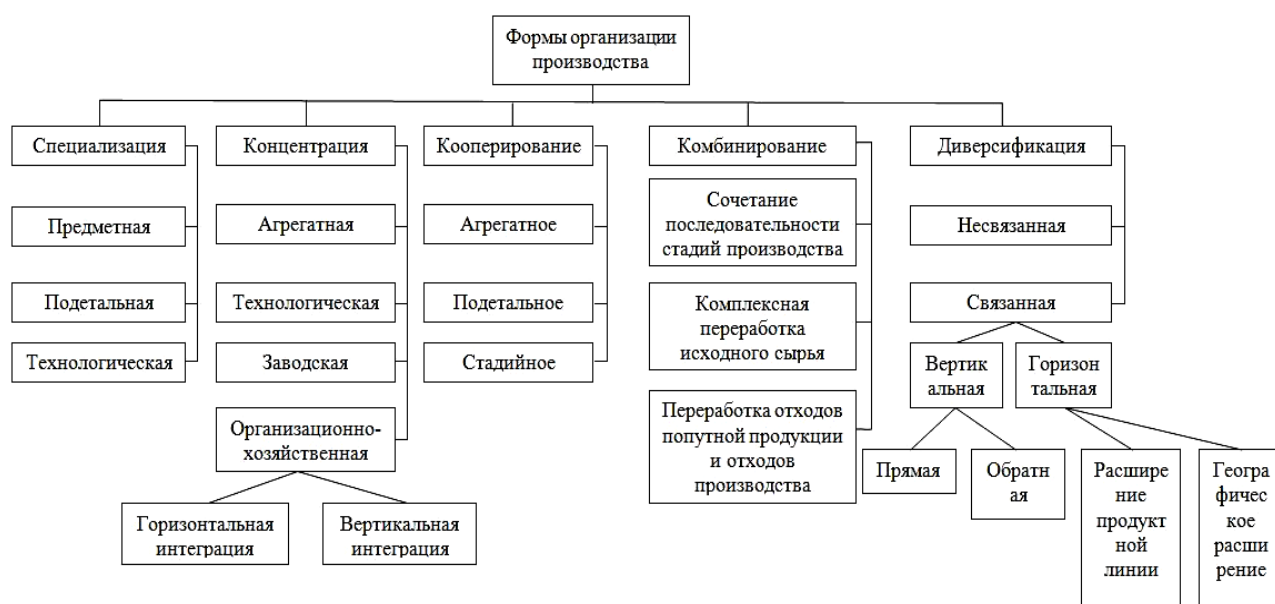 Формы организации
производства
Специализация
Концентрация
Кооперирование
Комбинирование
Диверсификация
Предметная
Агрегатная
Агрегатное
Сочетание
последовательности
стадий производства
Несвязанная
Подетальная
Технологическая
Подетальное
Комплексная
переработка
исходного сырья
Связанная
Технологическая
Заводская
Стадийное
Вертик
альная
Горизон
тальная
Организационно-
хозяйственная
Переработка отходов
попутной продукции
и отходов
производства
Прямая
Обратн
ая
Расшире
ние
продукт
ной
линии
Геогра
фичес
кое
расши
рение
Горизонтальная
интеграция
Вертикальная
интеграция